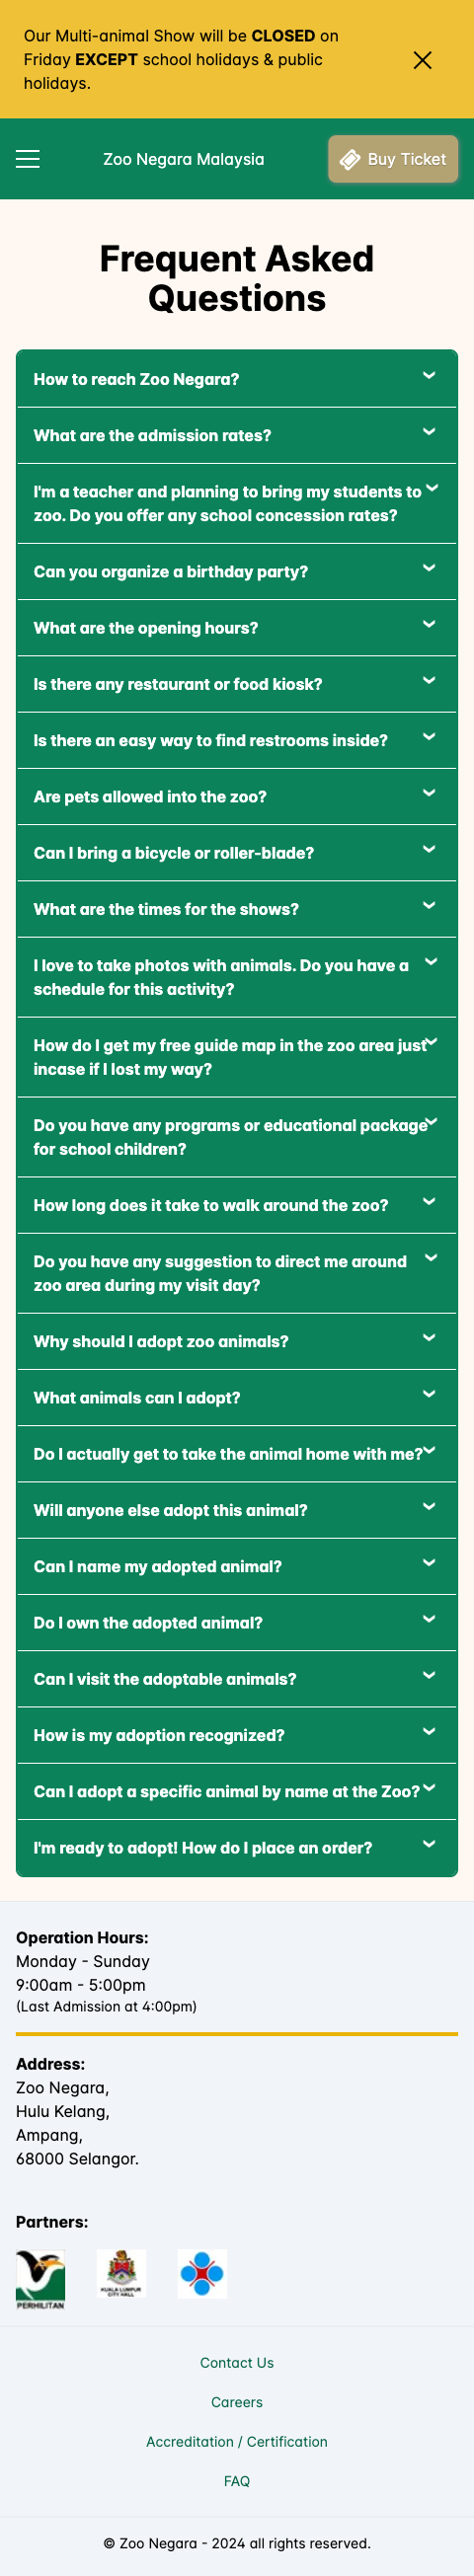 Our Multi-animal Show will be CLOSED on
Friday EXCEPT school holidays & public
holidays.
Zoo Negara Malaysia
Buy Ticket
Frequent Asked
Questions
How to reach Zoo Negara?
What are the admission rates?
I'm a teacher and planning to bring my students to
zoo. Do you offer any school concession rates?
Can you organize a birthday party?
What are the opening hours?
Is there any restaurant or food kiosk?
Is there an easy way to find restrooms inside?
Are pets allowed into the zoo?
Can I bring a bicycle or roller-blade?
What are the times for the shows?
I love to take photos with animals. Do you have a
schedule for this activity?
How do I get my free guide map in the zoo area just
incase if I lost my way?
Do you have any programs or educational package
for school children?
How long does it take to walk around the zoo?
Do you have any suggestion to direct me around
zoo area during my visit day?
Why should I adopt zoo animals?
What animals can I adopt?
Do I actually get to take the animal home with me?
Will anyone else adopt this animal?
Can I name my adopted animal?
Do I own the adopted animal?
Can I visit the adoptable animals?
How is my adoption recognized?
Can I adopt a specific animal by name at the Zoo?
I'm ready to adopt! How do I place an order?
Operation Hours:
Monday - Sunday
9:00am - 5:00pm
(Last Admission at 4:00pm)
Address:
Zoo Negara,
Hulu Kelang,
Ampang,
68000 Selangor.
Partners:
PERHILITAN
KUALA LUMPUR
CITY HALL
Contact Us
Careers
Accreditation / Certification
FAQ
© Zoo Negara - 2024 all rights reserved.